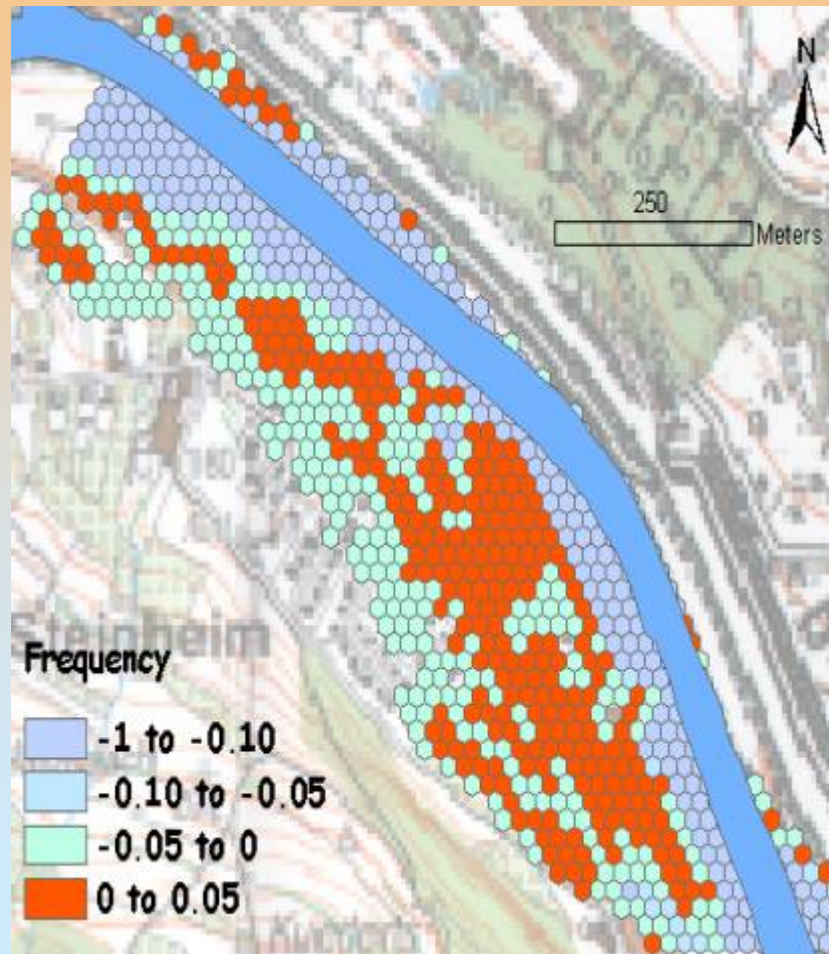 N
250
Meters
Steinheim
Frequency
-1 to -0.10
-0.10 to -0.05
-0.05 to 0
0 to 0.05